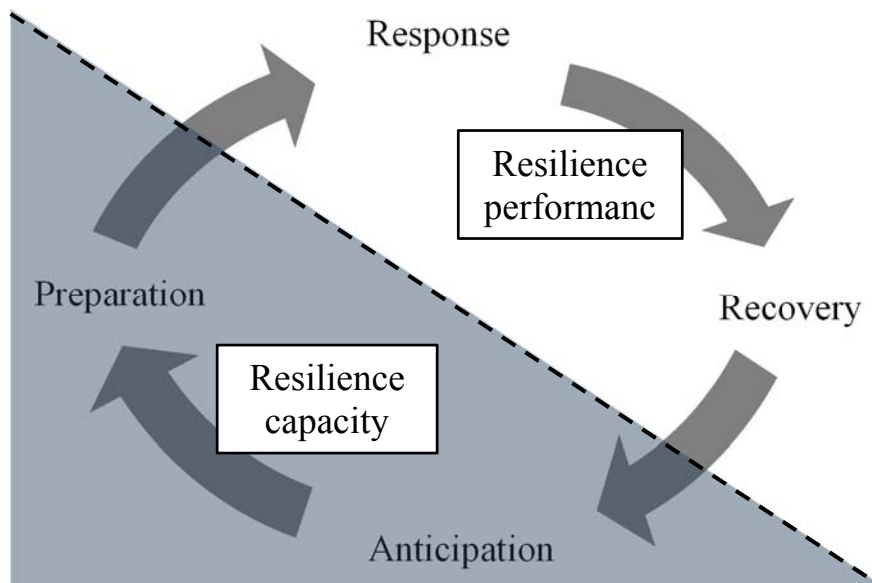 Response
Resilience
performanc
Preparation
Recovery
Resilience
capacity
Anticipation